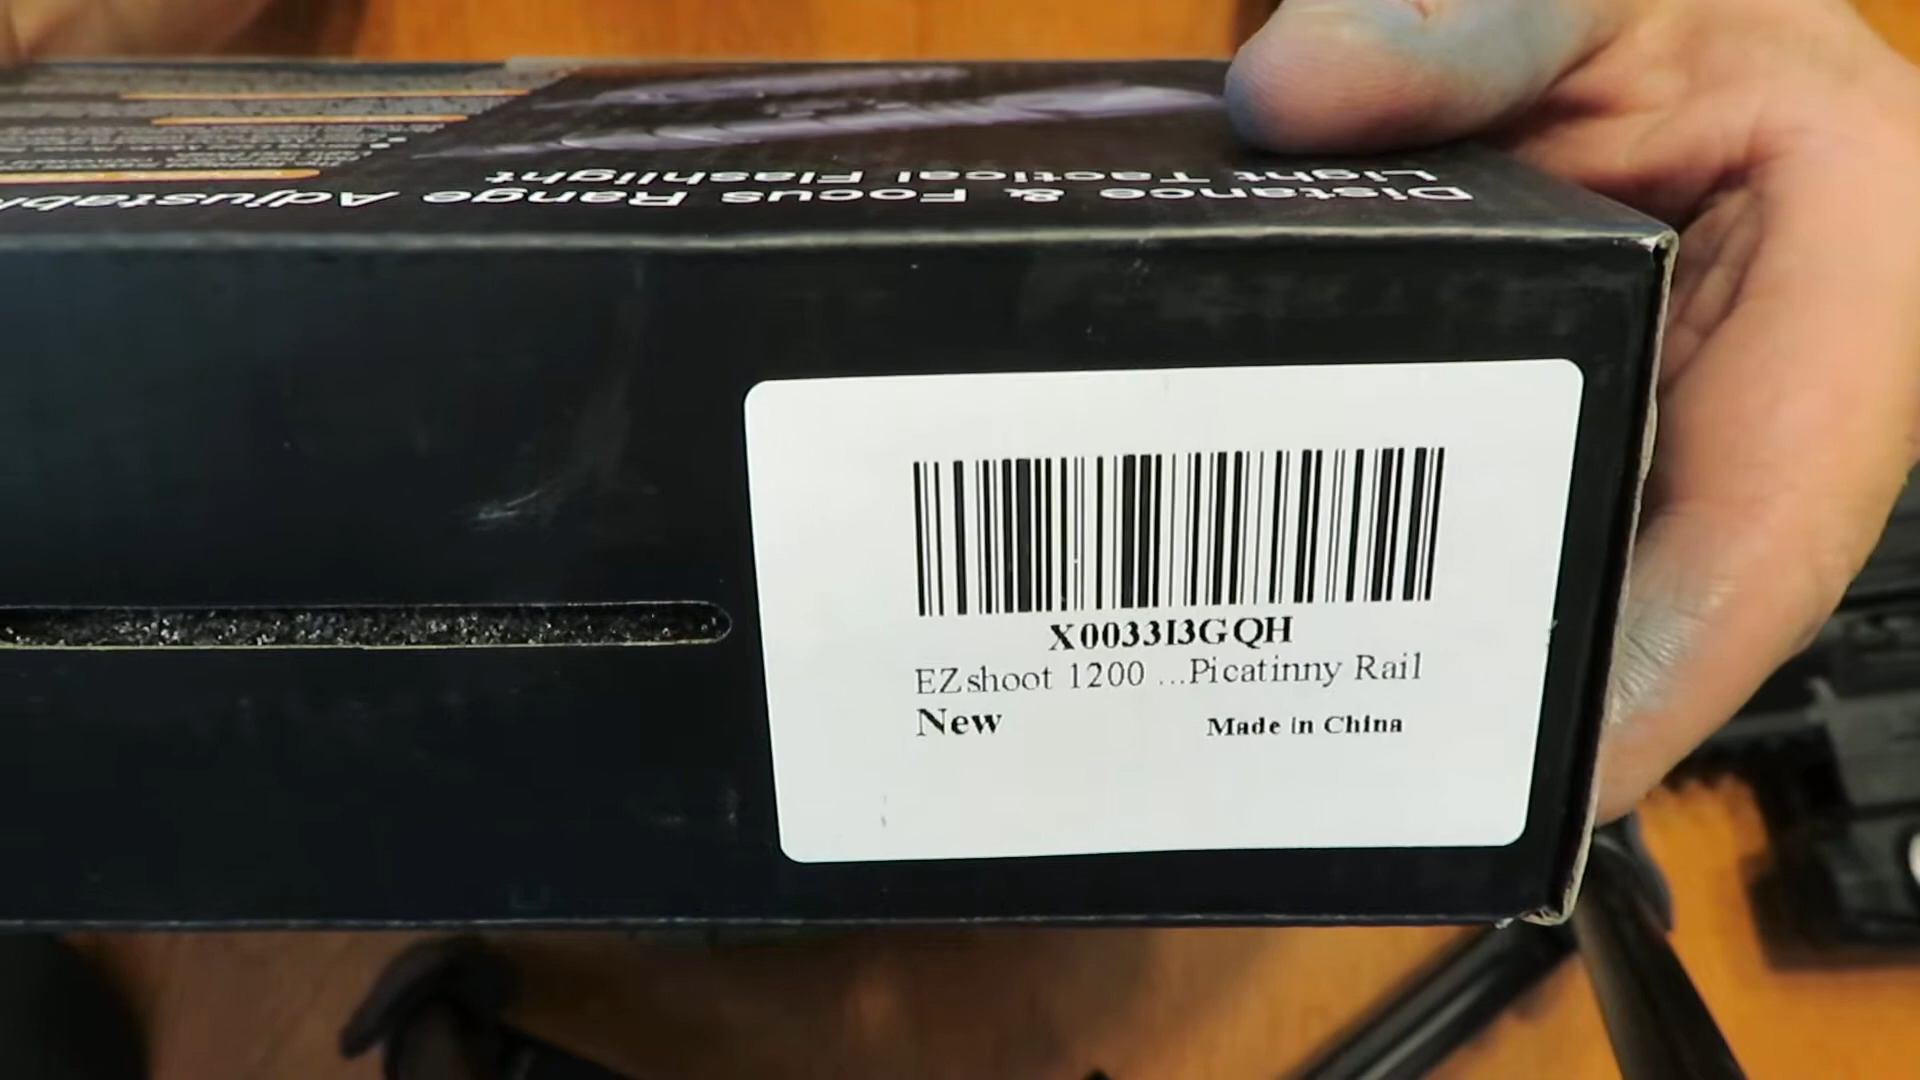 Distance & Focus Range Adjustable
Light Tactical Flashlight
X0033I3GQH
EZshoot 1200 ...Picatinny Rail
New
Made in China